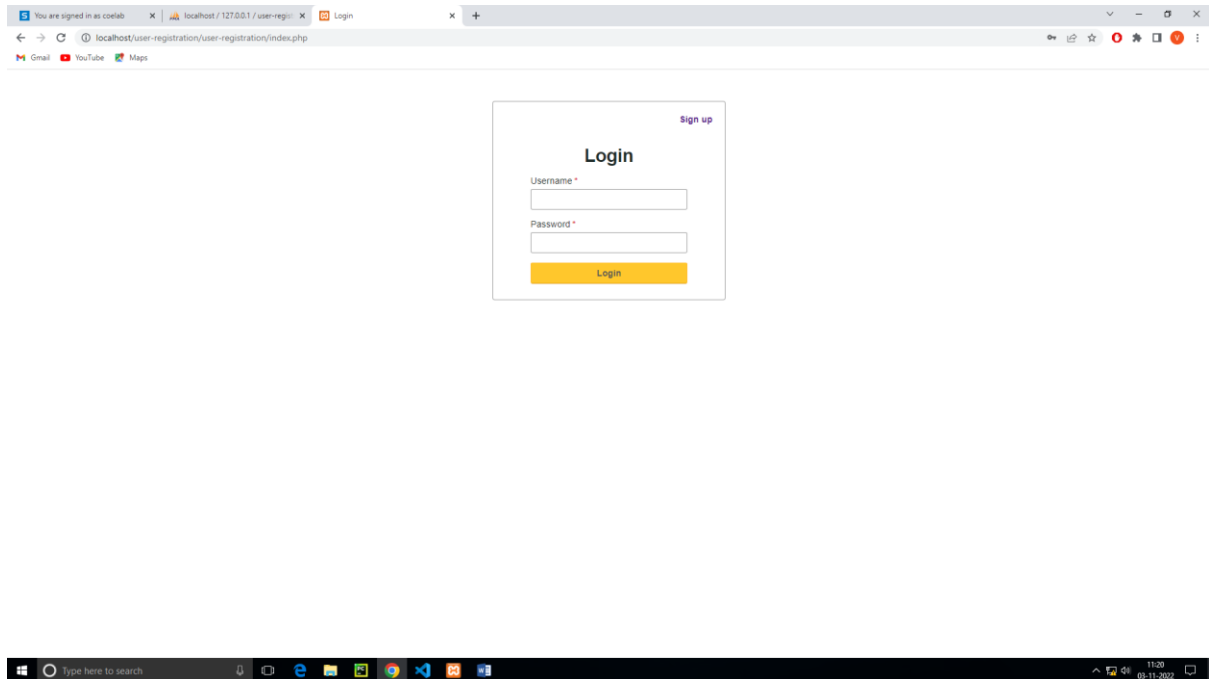 You are signed in as coelab
localhost / 127.0.0.1 / user-regist
Login
localhost/user-registration/user-registration/index.php
V
Gmail
YouTube
Maps
Sign up
Login
Username *
Password *
Login
Type here to search
11:20
03-11-2022